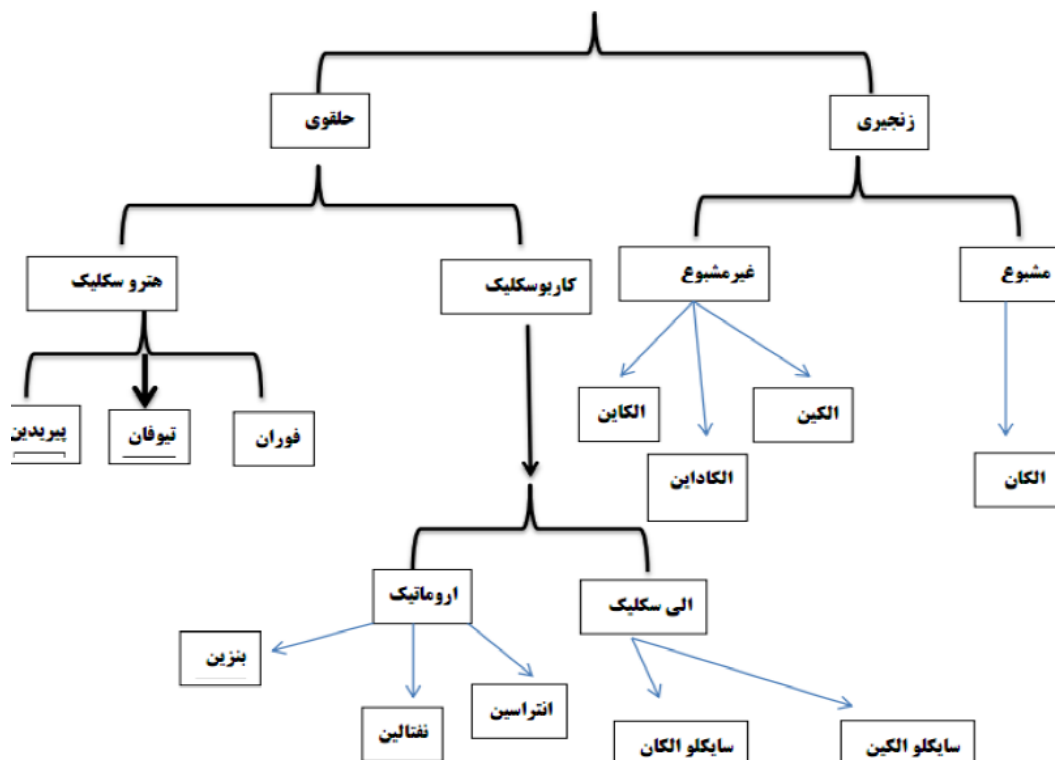 زنجیری
حلقوی
مشبوع
غیرمشبوع
کاربوسکلیک
هترو سکلیک
الکین
الکاین
فوران
تیوفان
پیریدین
الکاداین
الکان
اروماتیک
الی سکلیک
بنزین
انتراسین
نفتالین
سایکلو الکین
سایکلو الکان